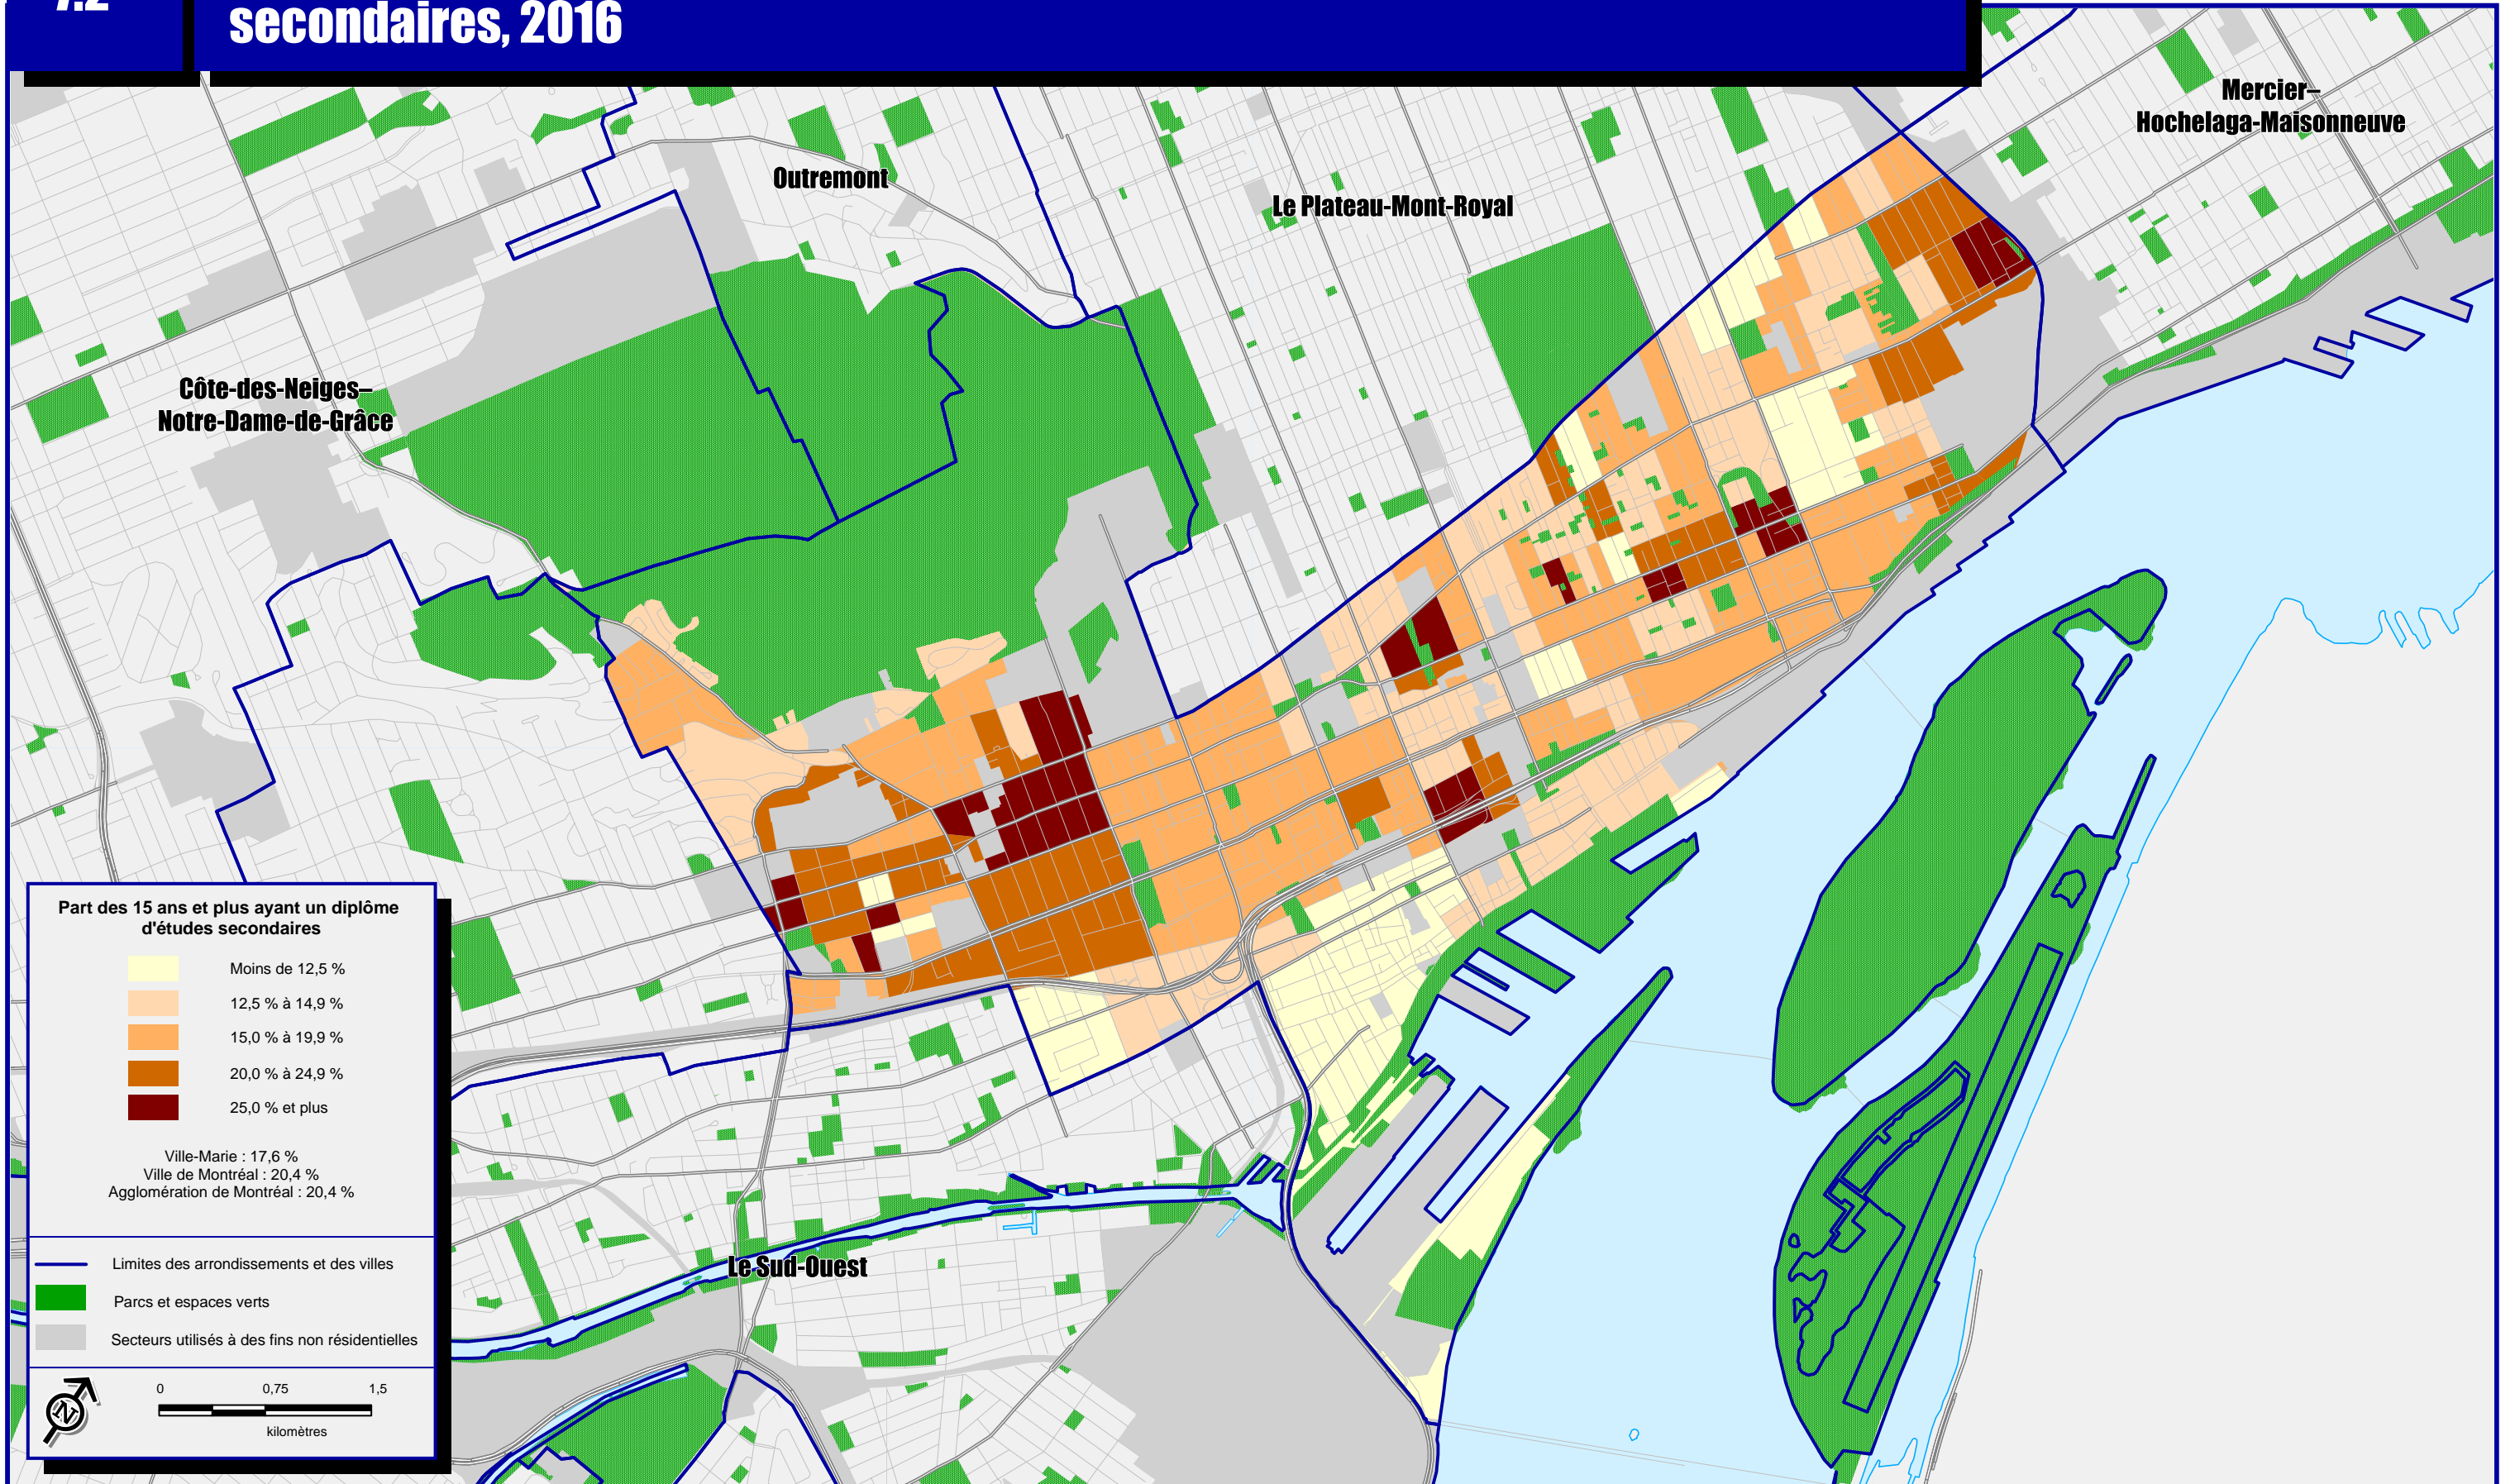 7.2
secondaires, 2016
Mercier–
Hochelaga-Maisonneuve
Outremont
Le Plateau-Mont-Royal
Côte-des-Neiges–
Notre-Dame-de-Grâce
Part des 15 ans et plus ayant un diplôme
d'études secondaires
Moins de 12,5 %
12,5 % à 14,9 %
15,0 % à 19,9 %
20,0 % à 24,9 %
25,0 % et plus
Ville-Marie : 17,6 %
Ville de Montréal : 20,4 %
Agglomération de Montréal : 20,4 %
Limites des arrondissements et des villes
Parcs et espaces verts
Secteurs utilisés à des fins non résidentielles
0 0,75 1,5
kilomètres
N
Le Sud-Ouest